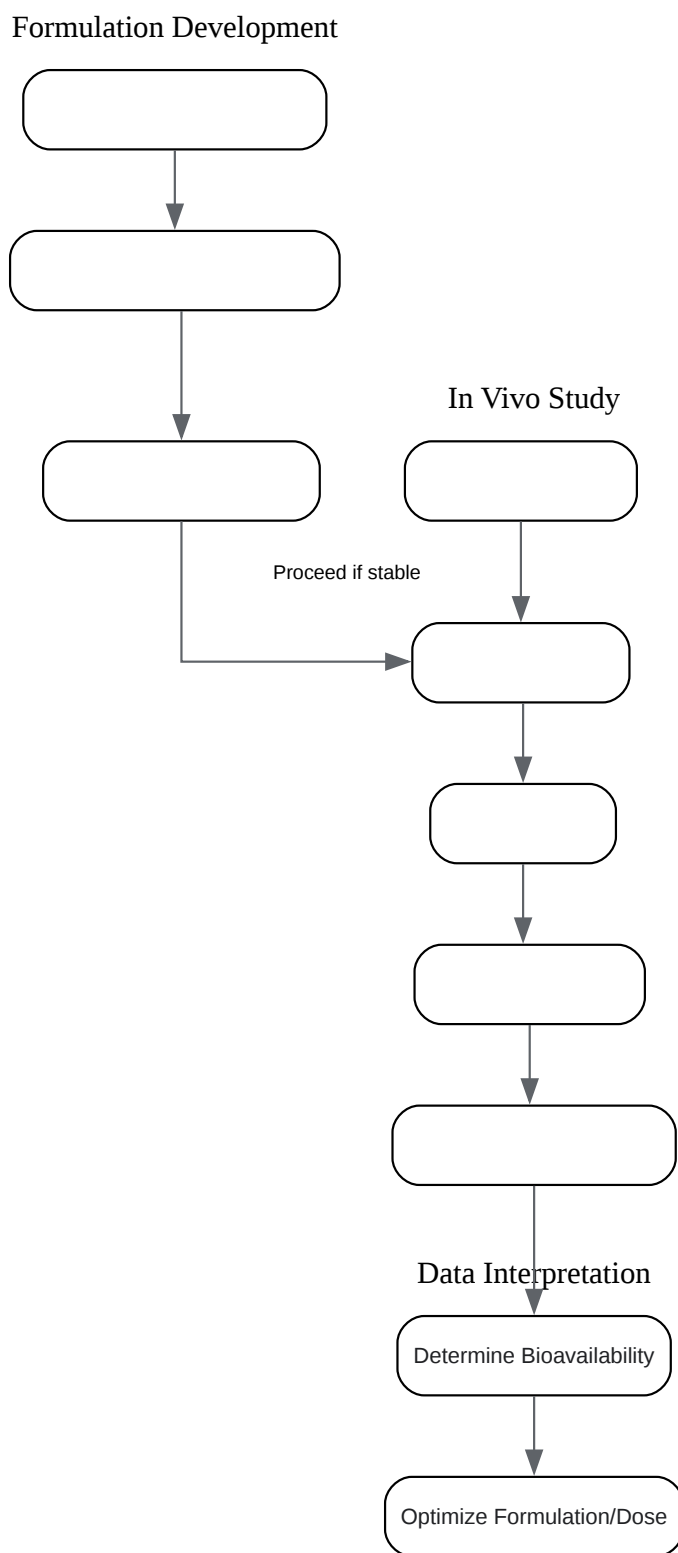 Formulation Development
In Vivo Study
Proceed if stable
Data Interpretation
Determine Bioavailability
Optimize Formulation/Dose